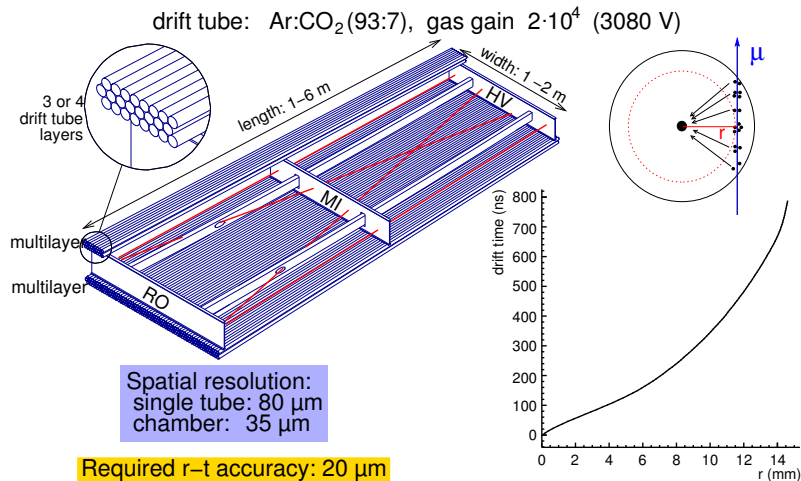 drift tube: Ar:CO₂(93:7), gas gain 2·10⁴ (3080 V)
3 or 4
drift tube
layers
length: 1−6 m
width: 1−2 m
HV
MI
RO
multilayer
multilayer
μ
r
Spatial resolution:
single tube: 80 μm
chamber: 35 μm
Required r−t accuracy: 20 μm
drift time (ns)
800
700
600
500
400
300
200
100
0
0 2 4 6 8 10 12 14
r (mm)